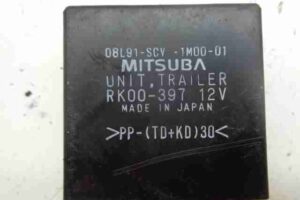 08L91-SCV -1M00-01
MITSUBA
UNIT, TRAILER
RK00-397 12V
MADE IN JAPAN
>PP-(TD+KD)30<